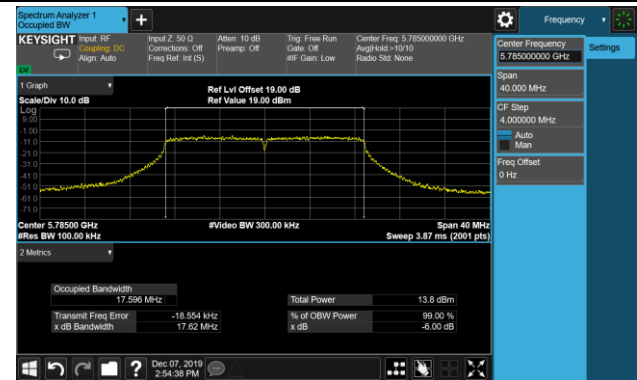 Spectrum Analyzer 1
Occupied BW
Frequency
KEYSIGHT
Input: RF
Coupling: DC
Align: Auto
Input Z: 50 Ω
Corrections: Off
Freq Ref: Int (S)
Atten: 10 dB
Preamp: Off
Trig: Free Run
Gate: Off
#IF Gain: Low
Center Freq: 5.785000000 GHz
Avg|Hold:>10/10
Radio Std: None
Center Frequency
5.785000000 GHz
Settings
Span
40.000 MHz
CF Step
4.000000 MHz
Auto
Man
Freq Offset
0 Hz
1 Graph
Scale/Div 10.0 dB
Ref Lvl Offset 19.00 dB
Ref Value 19.00 dBm
Log
9.00
-1.00
-11.0
-21.0
-31.0
-41.0
-51.0
-61.0
-71.0
Center 5.78500 GHz
#Res BW 100.00 kHz
#Video BW 300.00 kHz
Span 40 MHz
Sweep 3.87 ms (2001 pts)
2 Metrics
Occupied Bandwidth
17.596 MHz
Total Power 13.8 dBm
Transmit Freq Error -18.554 kHz
% of OBW Power 99.00 %
x dB Bandwidth 17.62 MHz
x dB -6.00 dB
?
Dec 07, 2019
2:54:38 PM